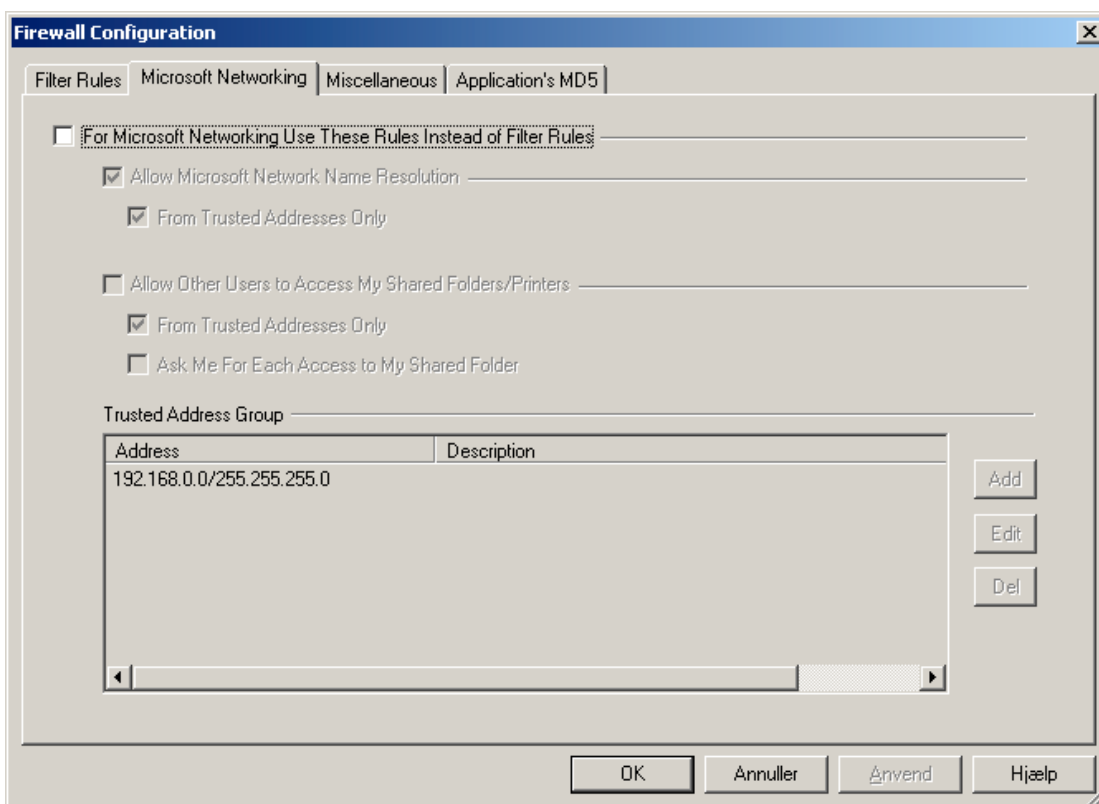 Firewall Configuration
Filter Rules Microsoft Networking Miscellaneous Application's MD5
For Microsoft Networking Use These Rules Instead of Filter Rules
Allow Microsoft Network Name Resolution
From Trusted Addresses Only
Allow Other Users to Access My Shared Folders/Printers
From Trusted Addresses Only
Ask Me For Each Access to My Shared Folder
Trusted Address Group
Address Description
192.168.0.0/255.255.255.0
Add
Edit
Del
OK Annuller Anvend Hjælp